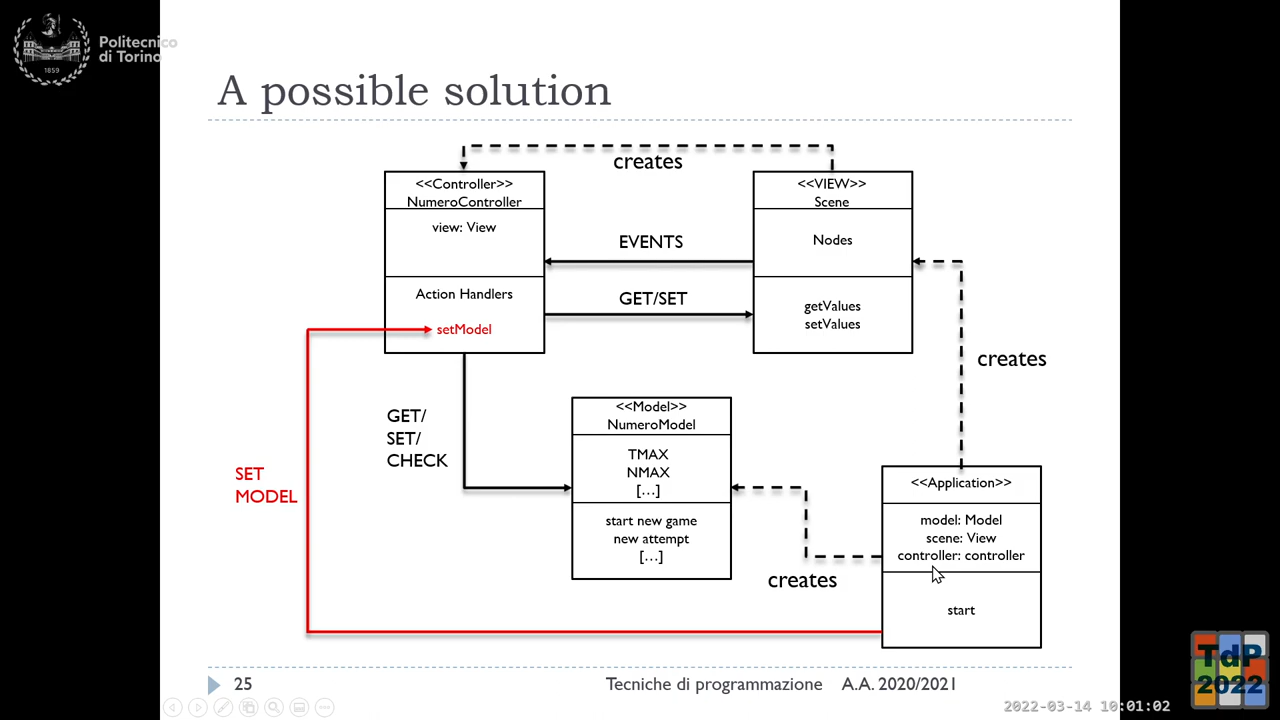 Politecnico
di Torino
1859
A possible solution
creates
<<Controller>>
NumeroController
view: View
Action Handlers
setModel
EVENTS
GET/SET
<<VIEW>>
Scene
Nodes
getValues
setValues
creates
GET/
SET/
CHECK
SET
MODEL
<<Model>>
NumeroModel
TMAX
NMAX
[...]
start new game
new attempt
[...]
creates
<<Application>>
model: Model
scene: View
controller: controller
start
25
Tecniche di programmazione A.A. 2020/2021
2022-03-14 10:01:02
TdP
2022